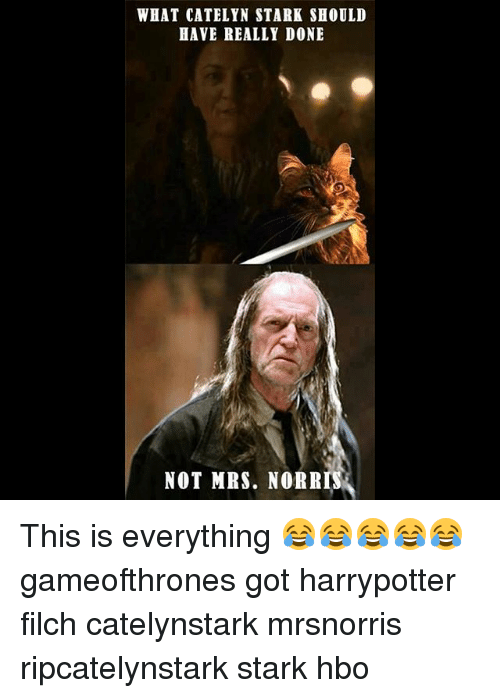 WHAT CATELYN STARK SHOULD
HAVE REALLY DONE
NOT MRS. NORRIS
This is everything 😂😂😂😂😂
gameofthrones got harrypotter
filch catelynstark mrsnorris
ripcatelynstark stark hbo